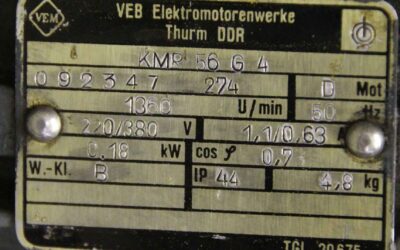 VEM
VEB Elektromotorenwerke
Thurm DDR
KMR 56 G 4
092347 274 B Mot
1360 U/min 50 Hz
220/380 V 1,1/0,63 A
0,18 kW cos φ 0,7
W.-Kl. B IP 44 4,8 kg
TGL 20675